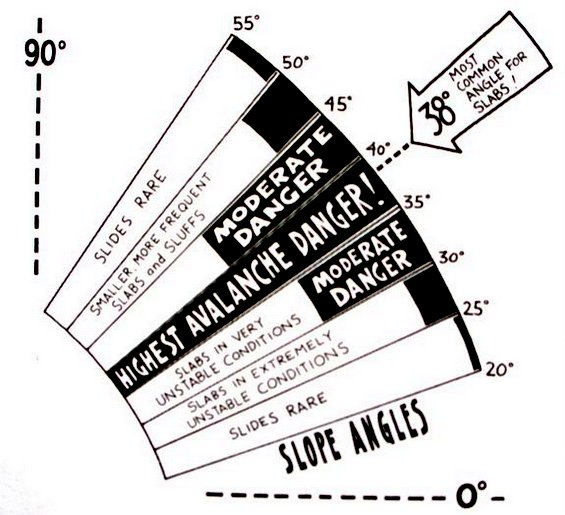 90°
55°
50°
45°
40°
35°
30°
25°
20°
0°
38°
MOST
COMMON
ANGLE FOR
SLABS!
SLIDES RARE
SMALLER, MORE FREQUENT
SLABS and SLUFFS
MODERATE
DANGER
HIGHEST AVALANCHE DANGER!
MODERATE
DANGER
SLABS IN VERY
UNSTABLE CONDITIONS
SLABS IN EXTREMELY
UNSTABLE CONDITIONS
SLIDES RARE
SLOPE ANGLES